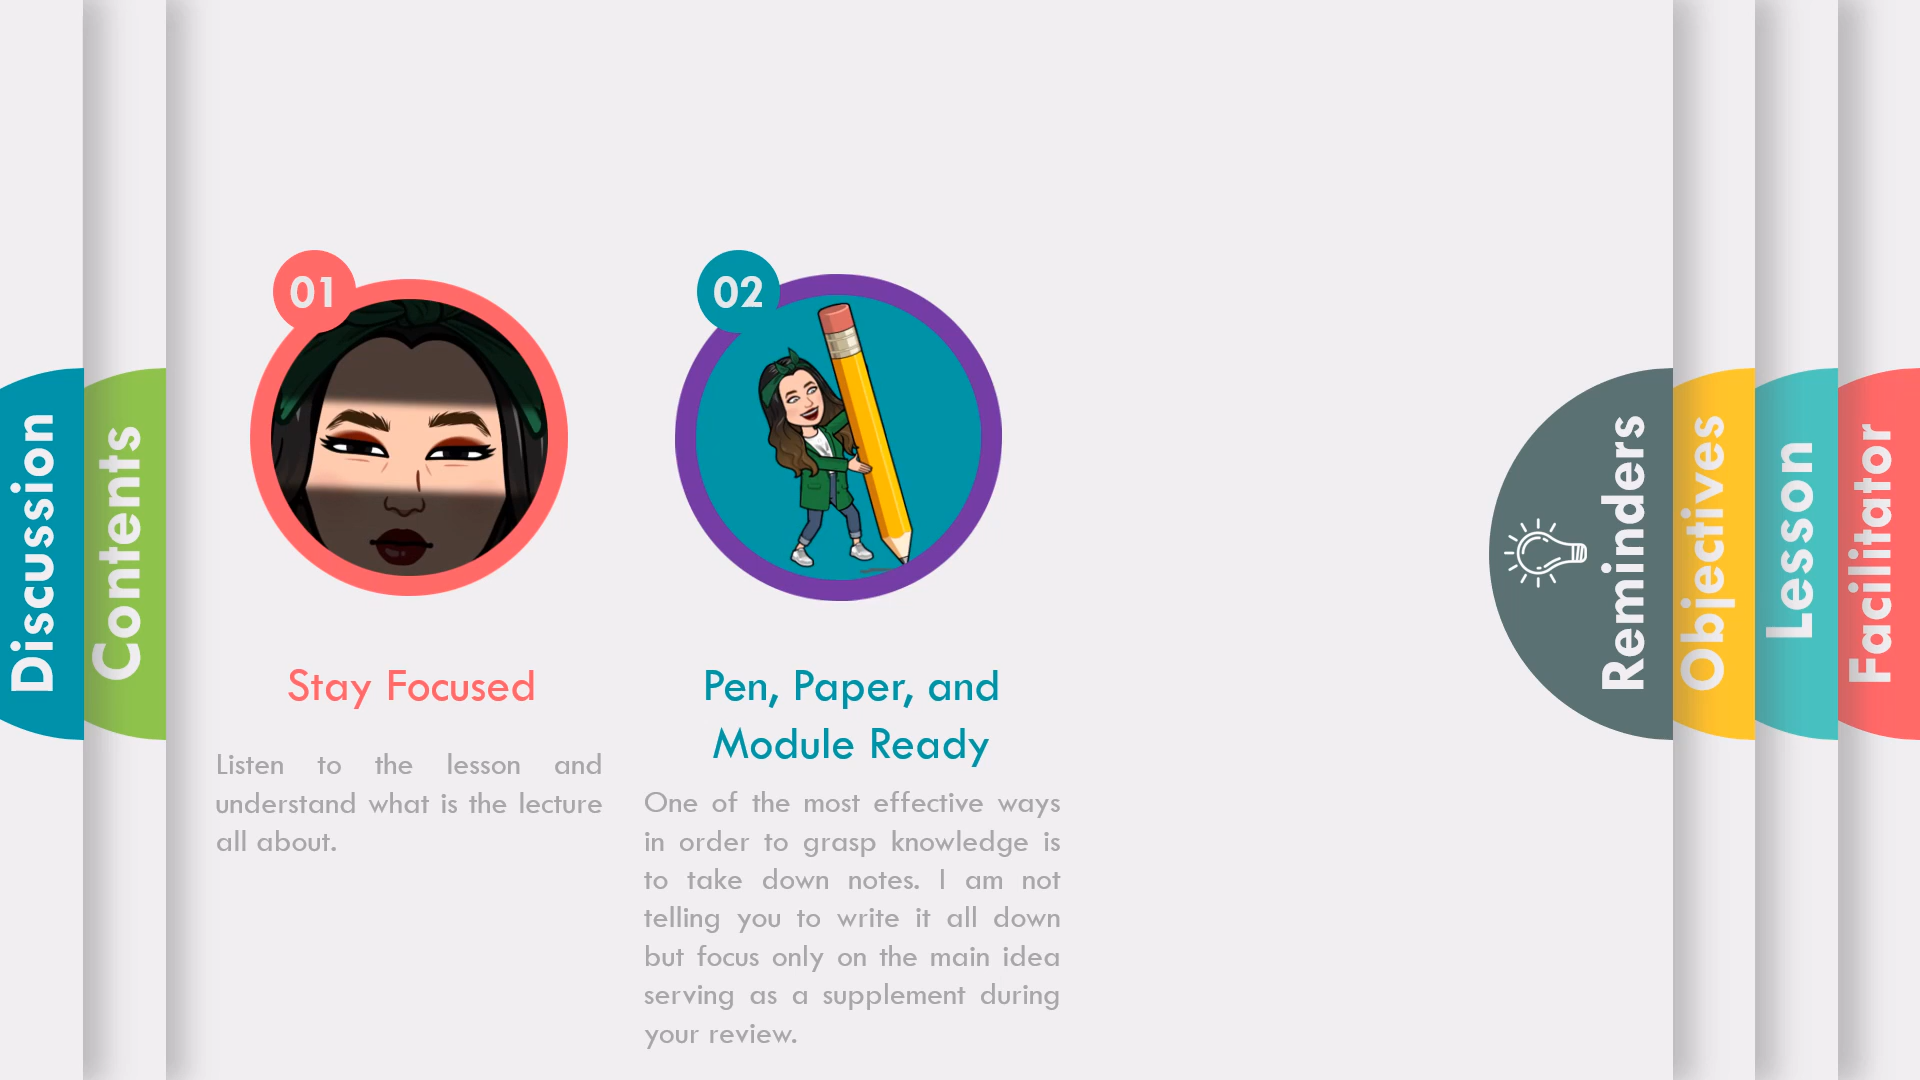 Discussion
Contents
01
Stay Focused
Listen to the lesson and
understand what is the lecture
all about.
02
Pen, Paper, and
Module Ready
One of the most effective ways
in order to grasp knowledge is
to take down notes. I am not
telling you to write it all down
but focus only on the main idea
serving as a supplement during
your review.
Reminders
Objectives
Lesson
Facilitator